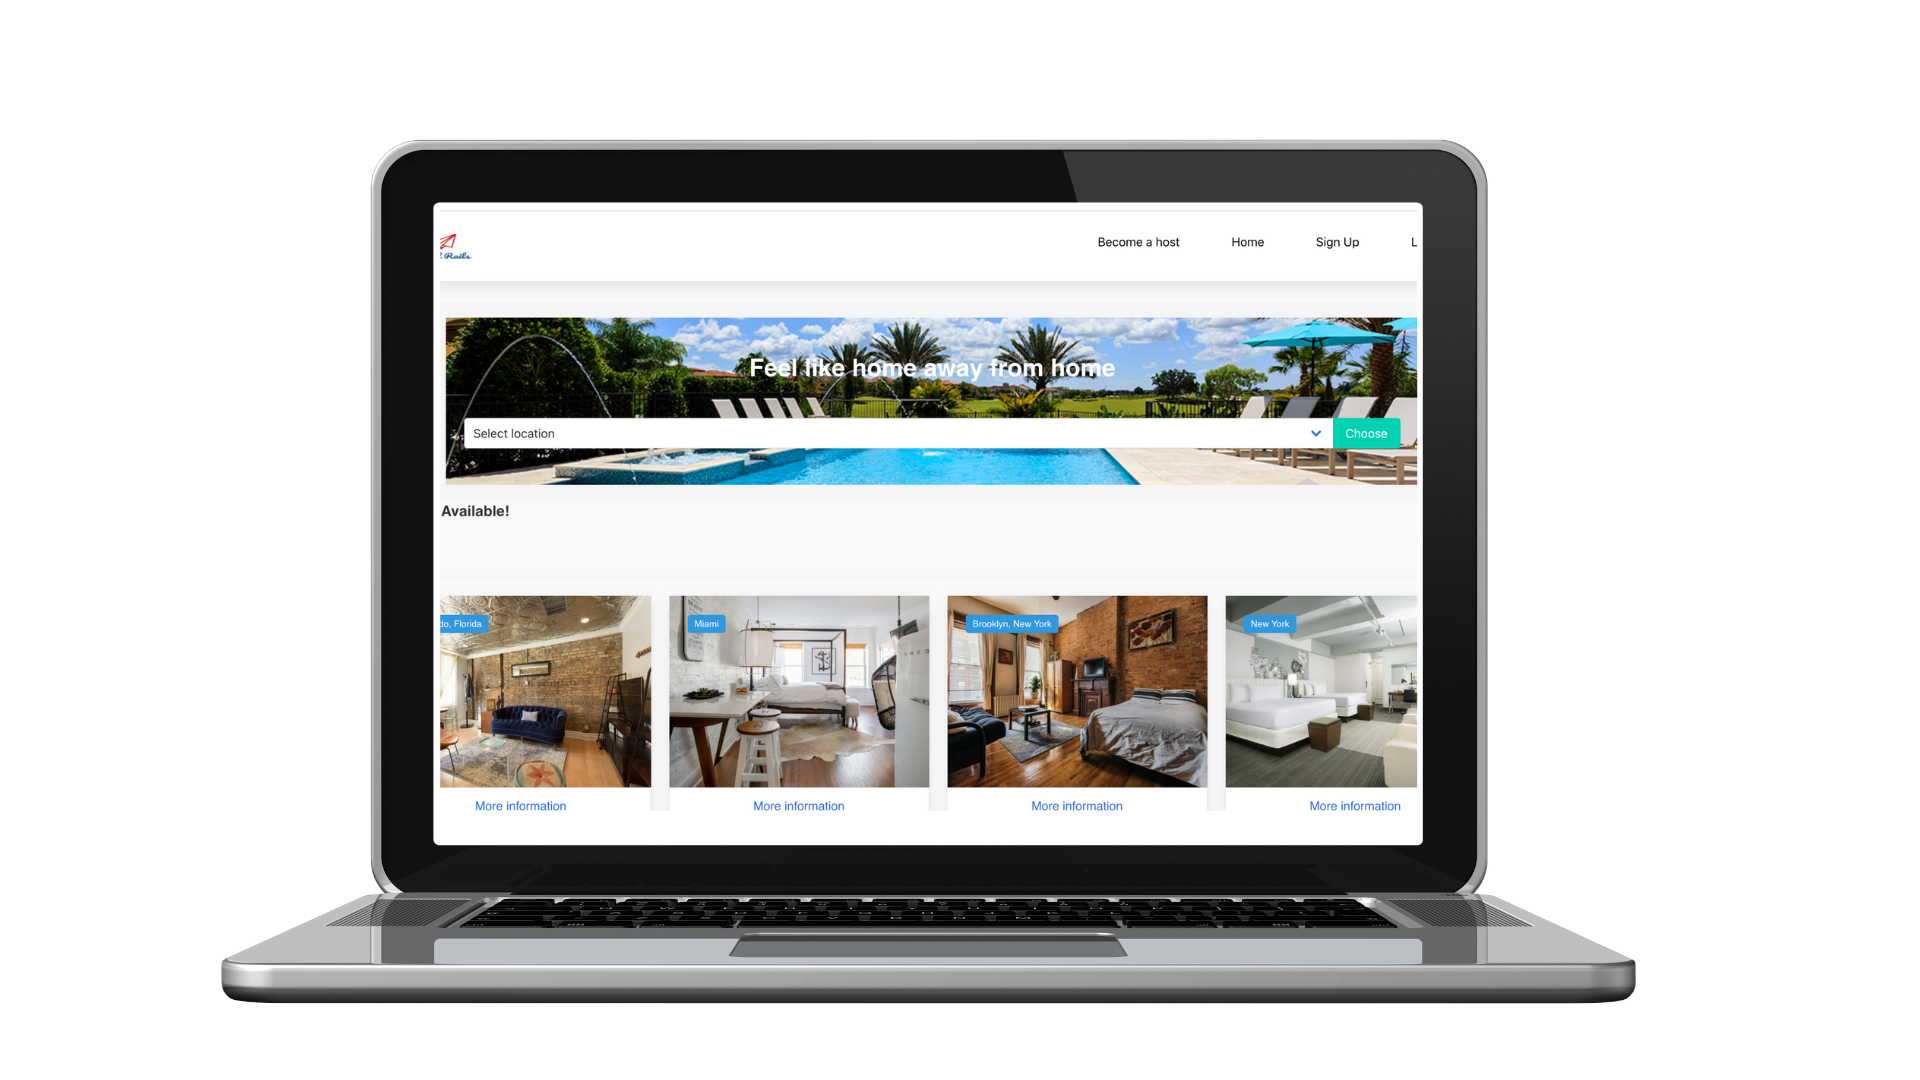 Rails
Become a host Home Sign Up L
Feel like home away from home
Select location Choose
Available!
do, Florida Miami Brooklyn, New York New York
More information More information More information More information